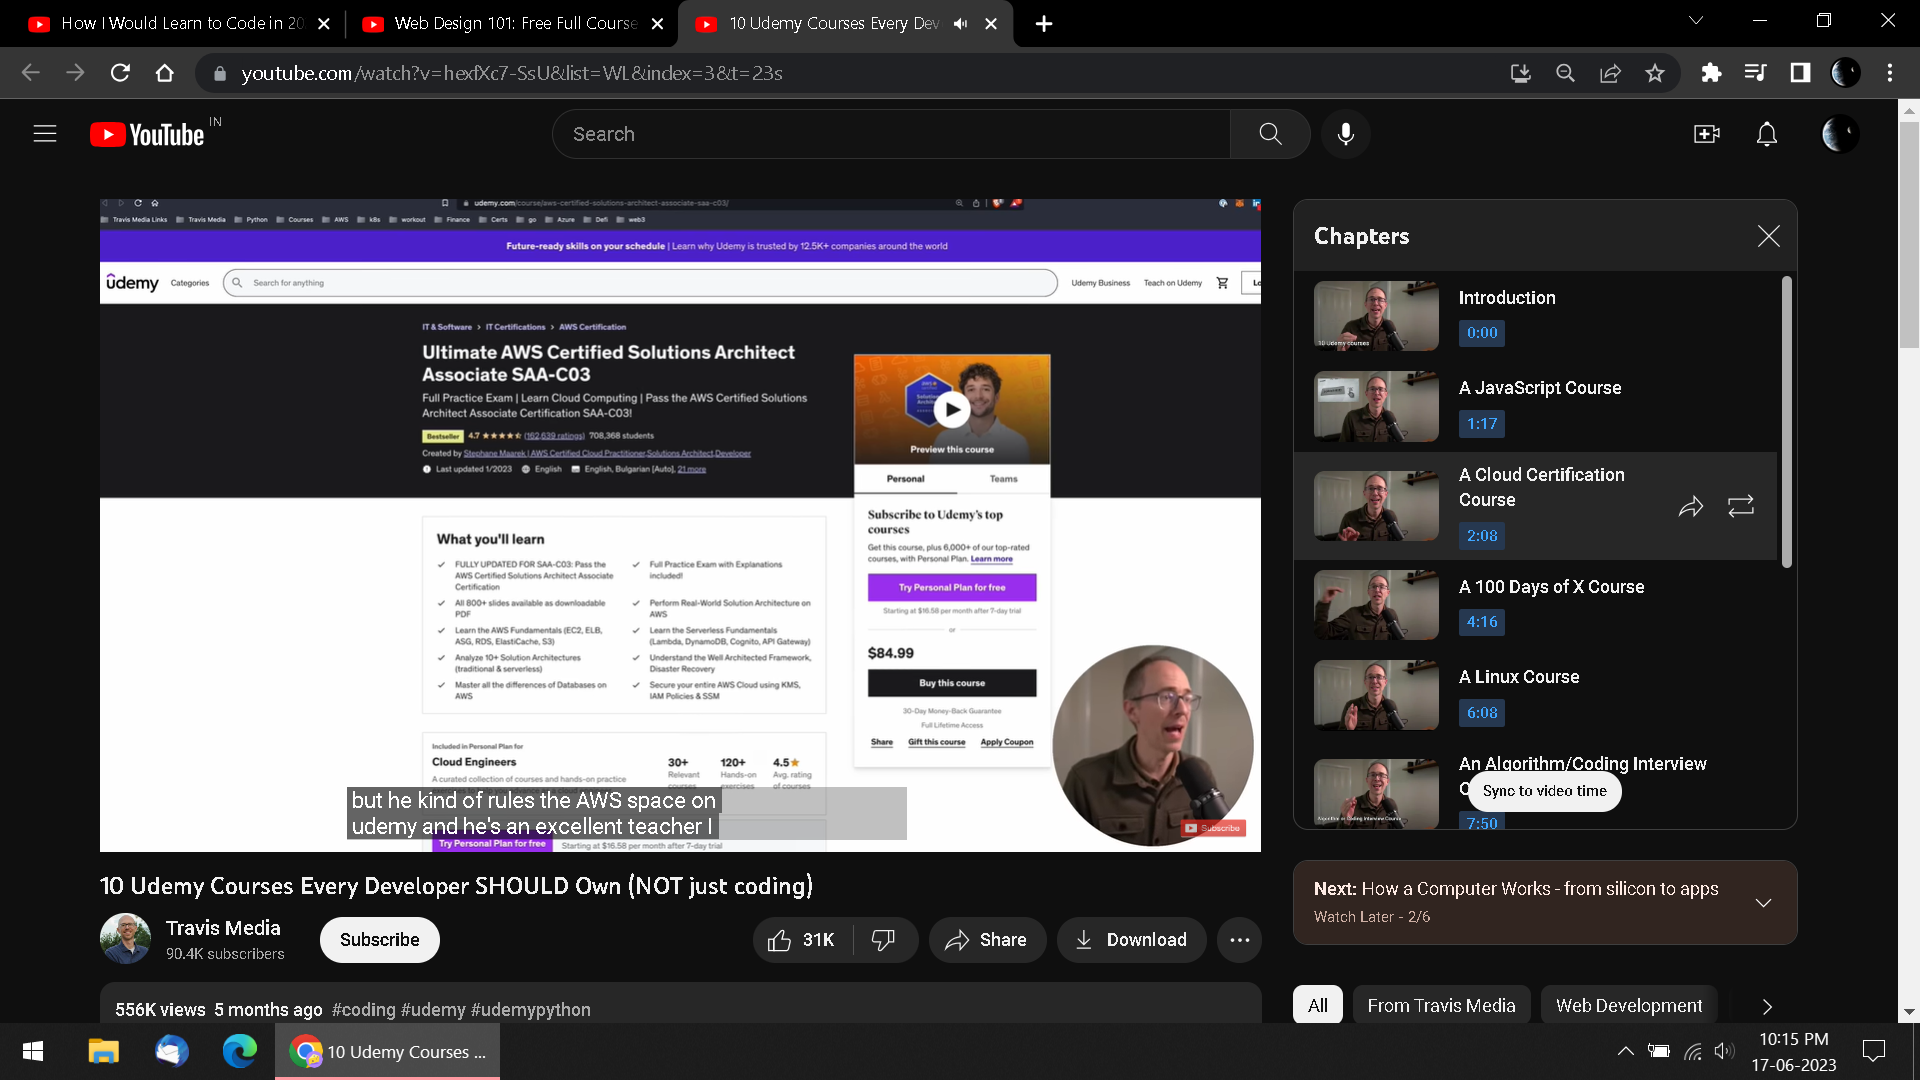 How I Would Learn to Code in 20
Web Design 101: Free Full Course
10 Udemy Courses Every Dev
youtube.com/watch?v=hexfXc7-SsU&list=WL&index=3&t=23s
YouTube IN
Search
udemy.com/course/aws-certified-solutions-architect-associate-saa-c03/
Travis Media Links Travis Media Python Courses AWS k8s workout Finance Certs go Azure Defi web3
Future-ready skills on your schedule | Learn why Udemy is trusted by 12.5K+ companies around the world
udemy Categories Search for anything Udemy Business Teach on Udemy Lo
IT & Software > IT Certifications > AWS Certification
Ultimate AWS Certified Solutions Architect
Associate SAA-C03
Full Practice Exam | Learn Cloud Computing | Pass the AWS Certified Solutions
Architect Associate Certification SAA-C03!
Bestseller 4.7 (162,639 ratings) 708,368 students
Created by Stephane Maarek | AWS Certified Cloud Practitioner,Solutions Architect,Developer
Last updated 1/2023 English English, Bulgarian [Auto], 21 more
Preview this course
Personal Teams
Subscribe to Udemy's top
courses
Get this course, plus 6,000+ of our top-rated
courses, with Personal Plan. Learn more
Try Personal Plan for free
Starting at $16.58 per month after 7-day trial
or
$84.99
Buy this course
30-Day Money-Back Guarantee
Full Lifetime Access
Share Gift this course Apply Coupon
What you'll learn
FULLY UPDATED FOR SAA-C03: Pass the
AWS Certified Solutions Architect Associate
Certification
Full Practice Exam with Explanations
included!
All 800+ slides available as downloadable
PDF
Perform Real-World Solution Architecture on
AWS
Learn the AWS Fundamentals (EC2, ELB,
ASG, RDS, ElastiCache, S3)
Learn the Serverless Fundamentals
(Lambda, DynamoDB, Cognito, API Gateway)
Analyze 10+ Solution Architectures
(traditional & serverless)
Understand the Well Architected Framework,
Disaster Recovery
Master all the differences of Databases on
AWS
Secure your entire AWS Cloud using KMS,
IAM Policies & SSM
Included in Personal Plan for
Cloud Engineers
A curated collection of courses and hands-on practice
30+ 120+ 4.5
Relevant Hands-on Avg. rating
courses exercises of courses
but he kind of rules the AWS space on
udemy and he's an excellent teacher I
Try Personal Plan for free Starting at $16.58 per month after 7-day trial
Subscribe
Chapters
Introduction
0:00
10 Udemy courses
A JavaScript Course
1:17
A Cloud Certification
Course
2:08
A 100 Days of X Course
4:16
A Linux Course
6:08
An Algorithm/Coding Interview
Algorithm or Coding Interview Course
Sync to video time
7:50
10 Udemy Courses Every Developer SHOULD Own (NOT just coding)
Travis Media
90.4K subscribers
Subscribe
31K
Share
Download
556K views 5 months ago #coding #udemy #udemypython
Next: How a Computer Works - from silicon to apps
Watch Later - 2/6
All From Travis Media Web Development
10 Udemy Courses ...
10:15 PM
17-06-2023